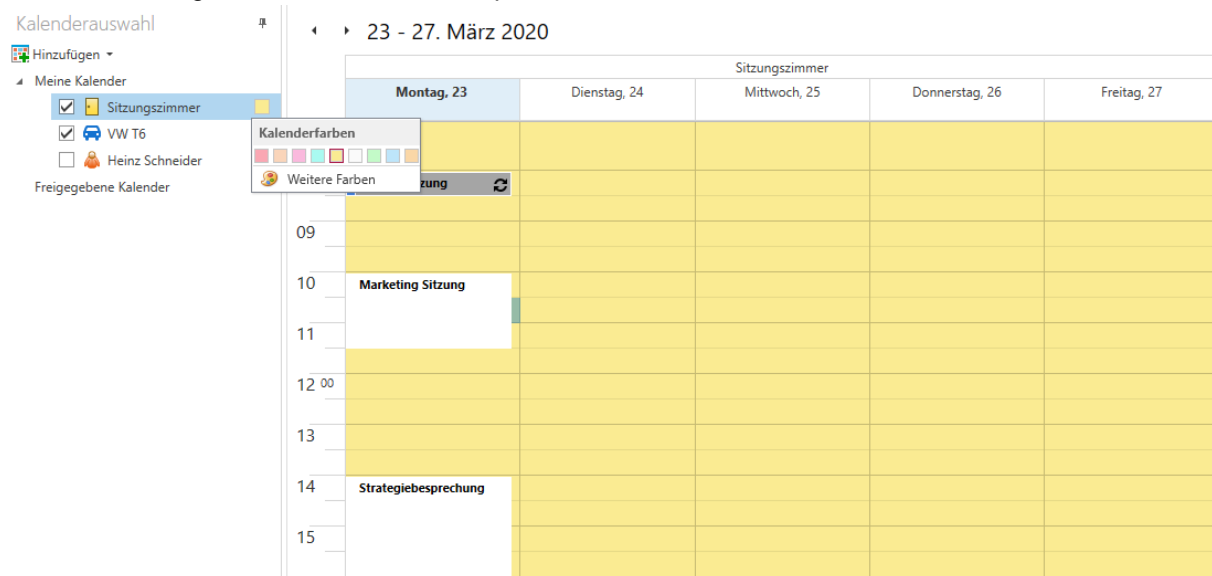 Kalenderauswahl
Hinzufügen
Meine Kalender
Sitzungszimmer
VW T6
Heinz Schneider
Freigegebene Kalender
Kalenderfarben
Weitere Farben
23 - 27. März 2020
Sitzungszimmer
Montag, 23 Dienstag, 24 Mittwoch, 25 Donnerstag, 26 Freitag, 27
zung
09
10 Marketing Sitzung
11
12 00
13
14 Strategiebesprechung
15